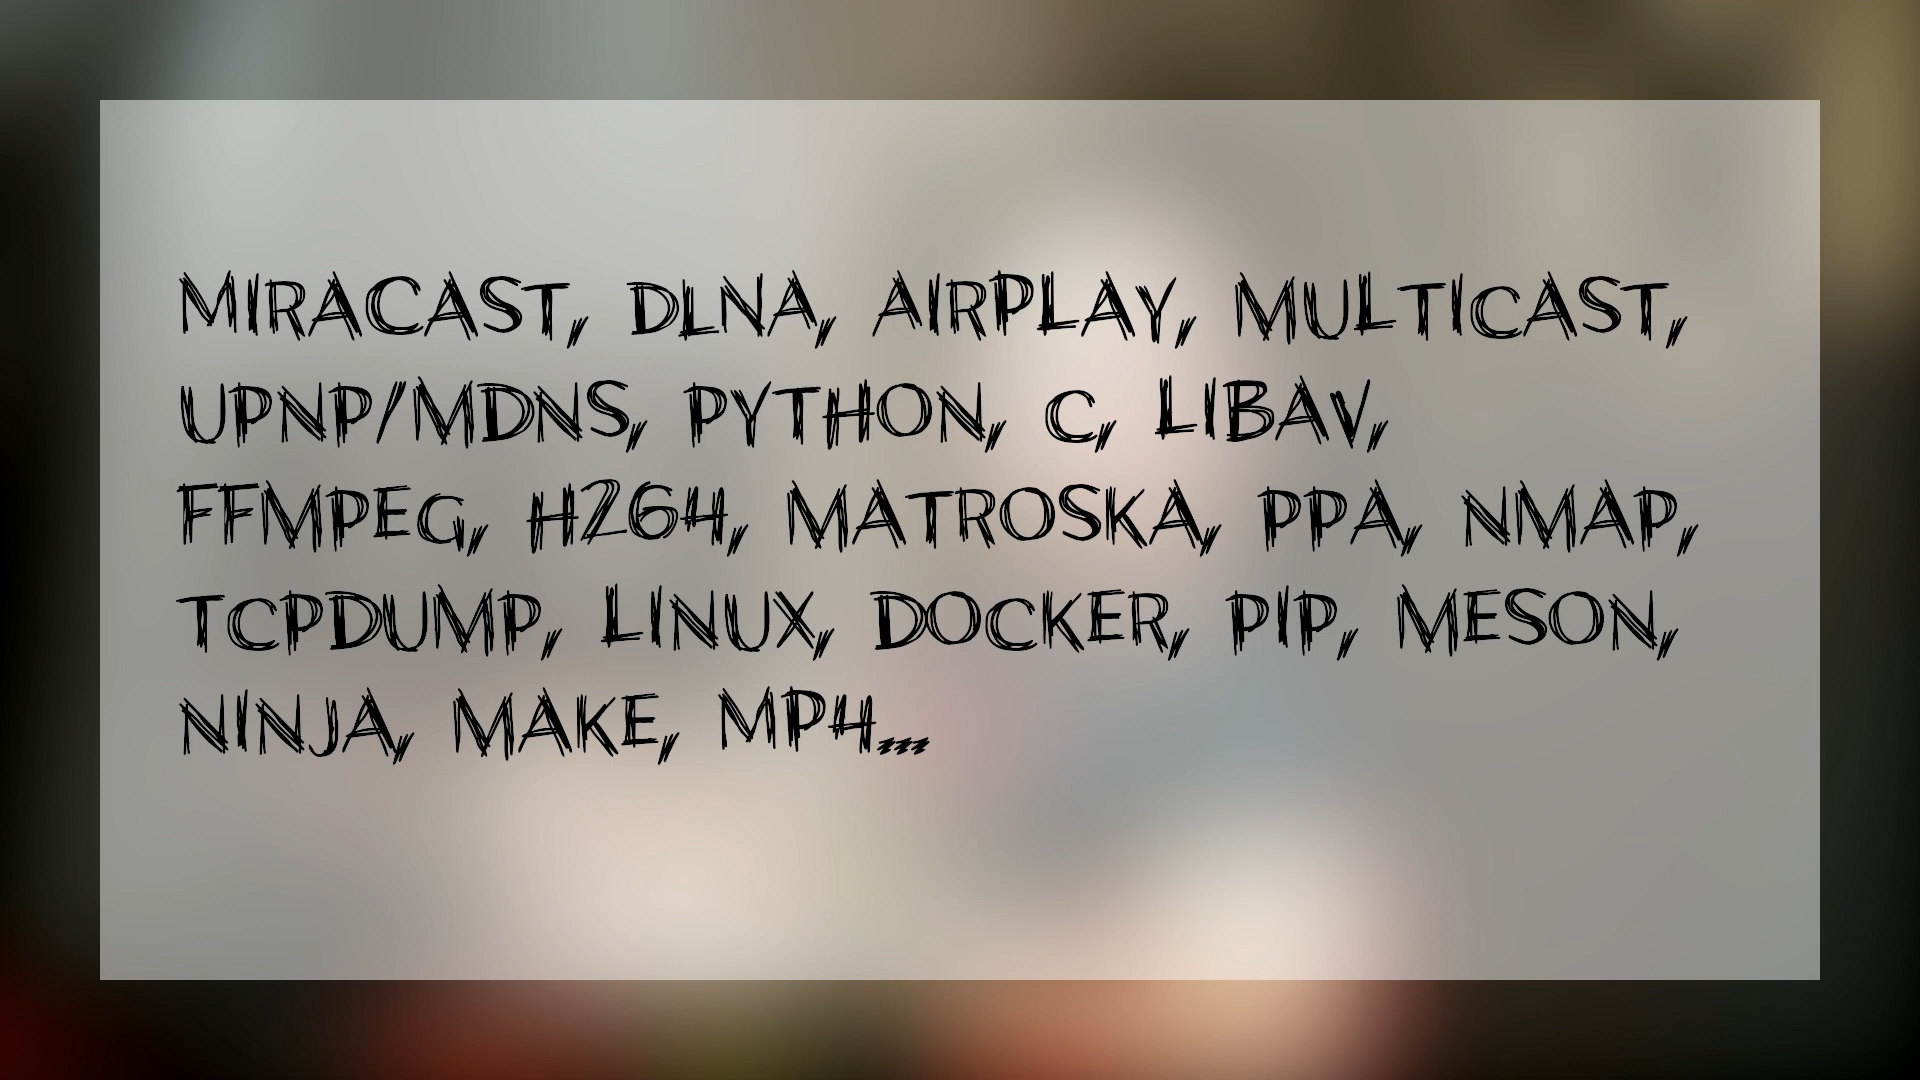 MIRACAST, DLNA, AIRPLAY, MULTICAST,
UPNP/MDNS, PYTHON, C, LIBAV,
FFMPEG, H264, MATROSKA, PPA, NMAP,
TCPDUMP, LINUX, DOCKER, PIP, MESON,
NINJA, MAKE, MP4...